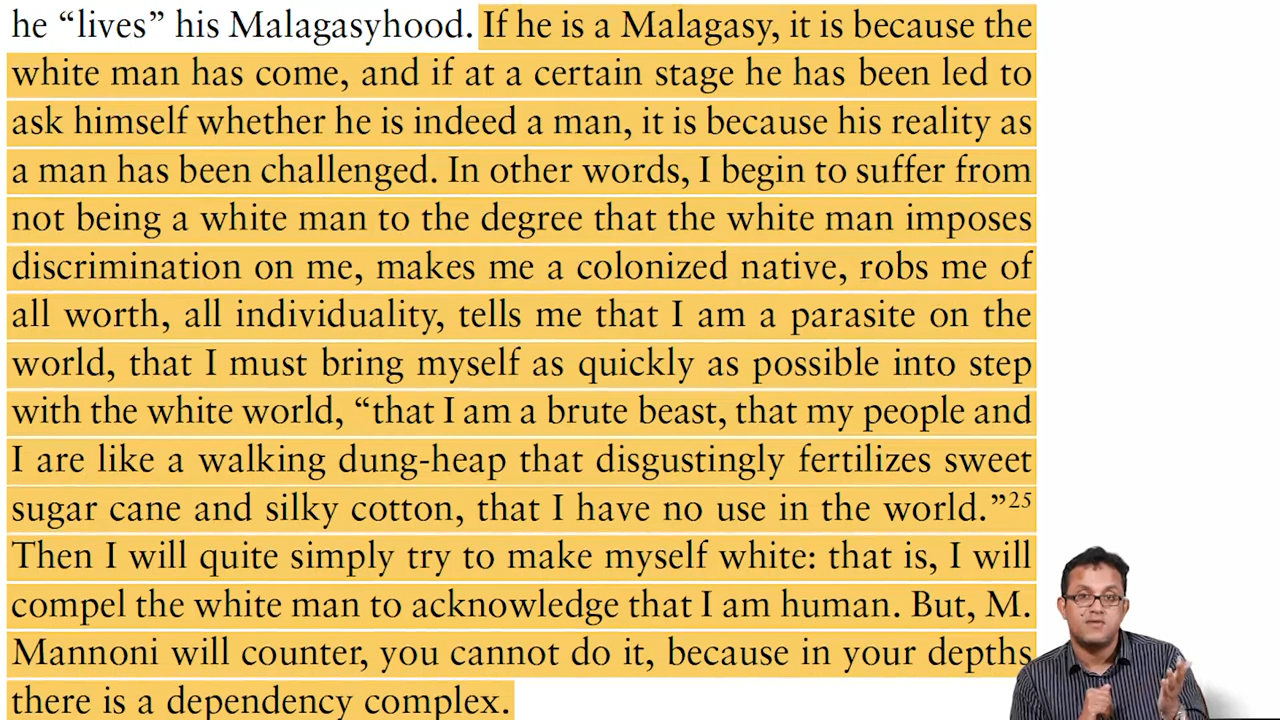 he “lives” his Malagasyhood. If he is a Malagasy, it is because the
white man has come, and if at a certain stage he has been led to
ask himself whether he is indeed a man, it is because his reality as
a man has been challenged. In other words, I begin to suffer from
not being a white man to the degree that the white man imposes
discrimination on me, makes me a colonized native, robs me of
all worth, all individuality, tells me that I am a parasite on the
world, that I must bring myself as quickly as possible into step
with the white world, “that I am a brute beast, that my people and
I are like a walking dung-heap that disgustingly fertilizes sweet
sugar cane and silky cotton, that I have no use in the world.”25
Then I will quite simply try to make myself white: that is, I will
compel the white man to acknowledge that I am human. But, M.
Mannoni will counter, you cannot do it, because in your depths
there is a dependency complex.